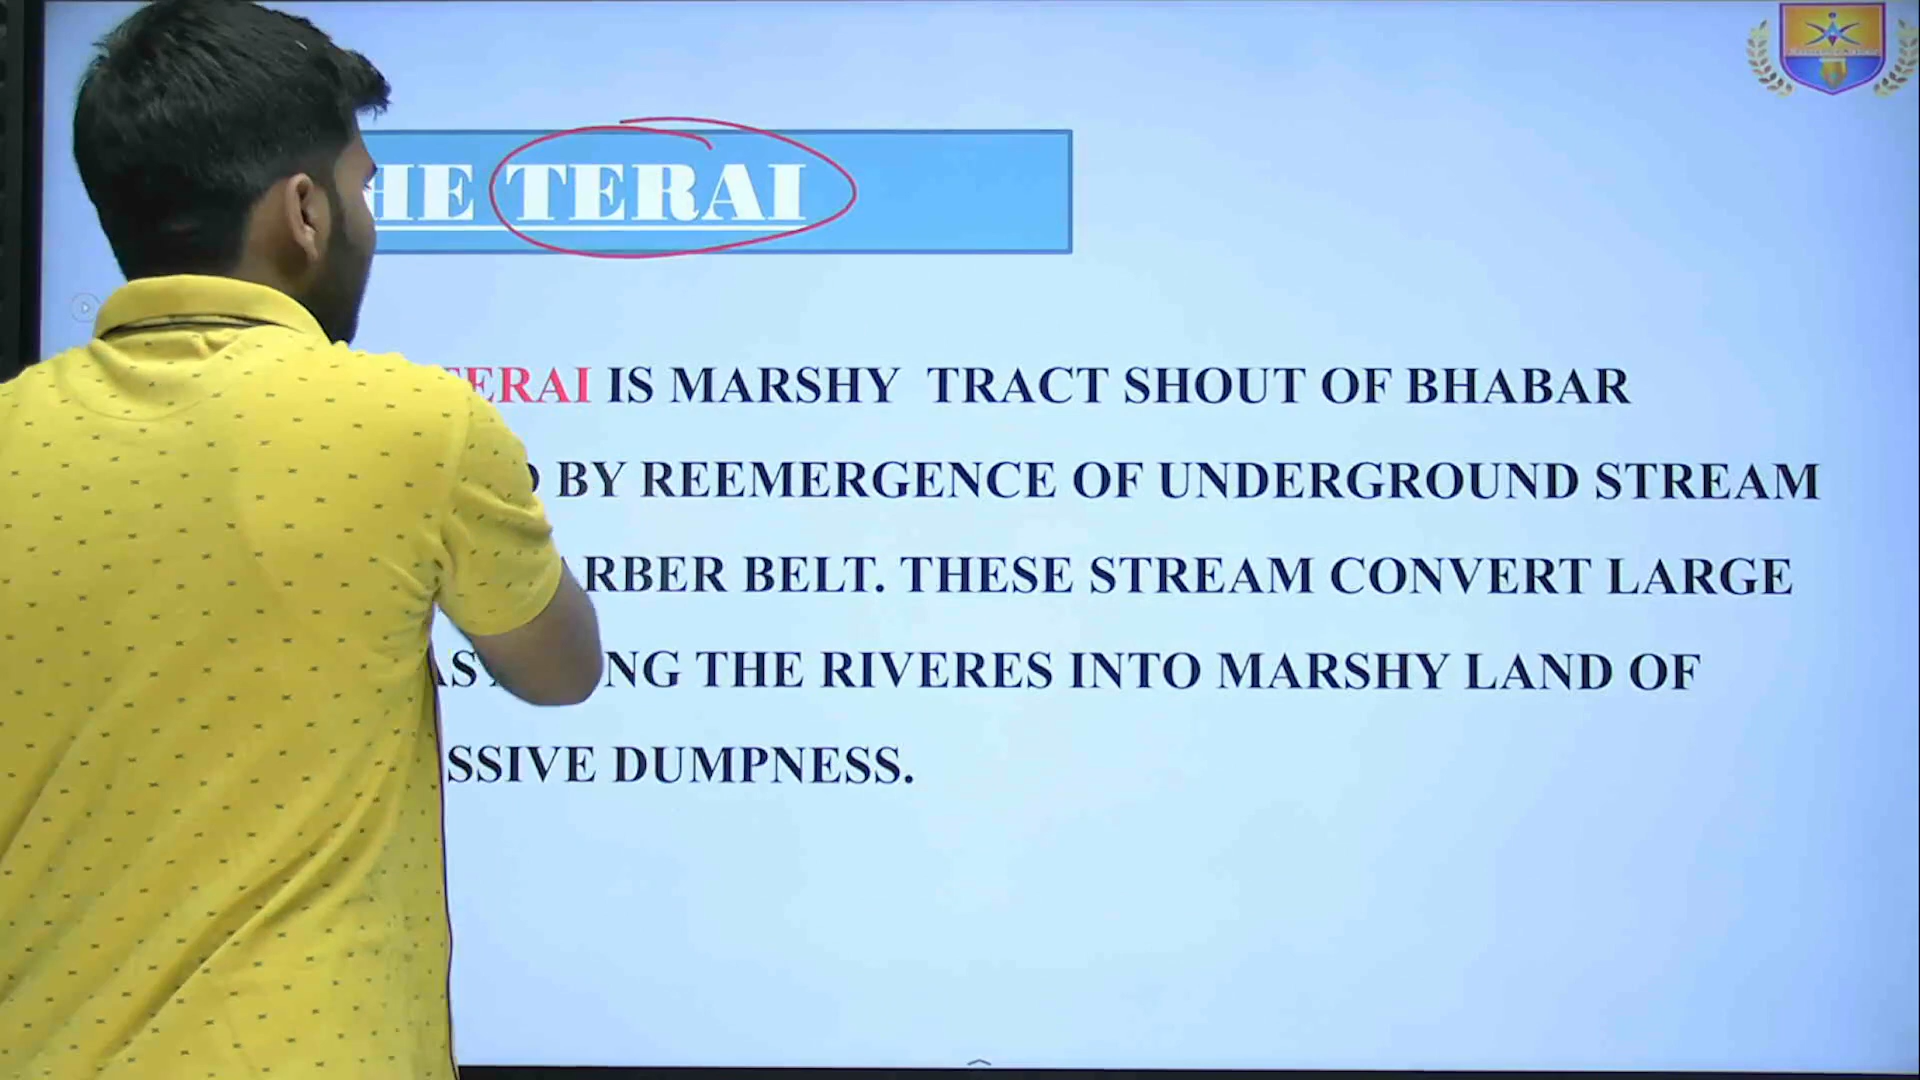 HE TERAI
TERAI IS MARSHY TRACT SHOUT OF BHABAR
BY REEMERGENCE OF UNDERGROUND STREAM
RBER BELT. THESE STREAM CONVERT LARGE
NG THE RIVERES INTO MARSHY LAND OF
SSIVE DUMPNESS.